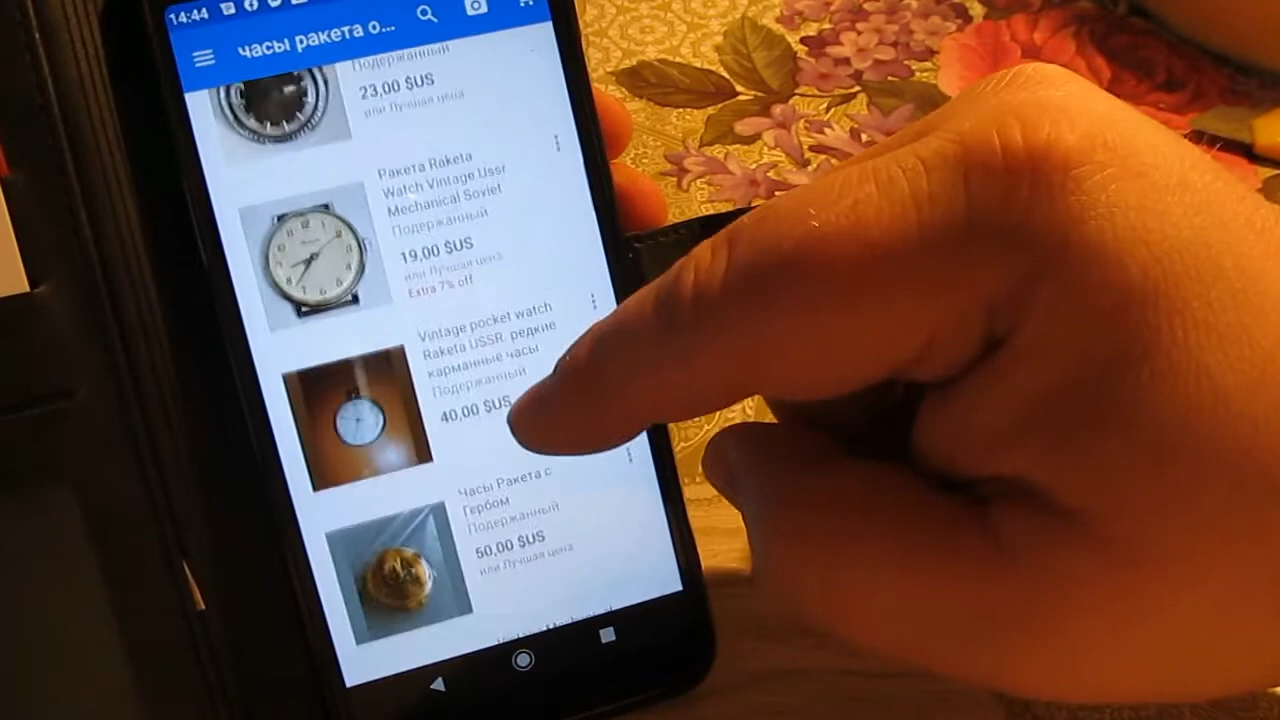 14:44
часы ракета о...
Подержанный
23,00 $US
или Лучшая цена
Ракета Raketa
Watch Vintage Ussr
Mechanical Soviet
Подержанный
19,00 $US
или Лучшая цена
Extra 7% off
Vintage pocket watch
Raketa USSR. редкие
карманные часы
Подержанный
40,00 $US
Часы Ракета с
Гербом
Подержанный
50,00 $US
или Лучшая цена